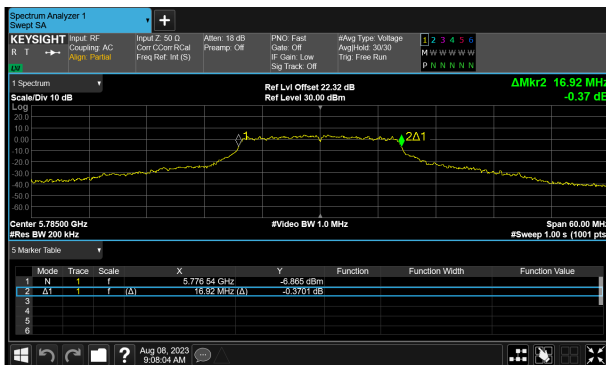 Spectrum Analyzer 1
Swept SA
KEYSIGHT Input: RF Input Z: 50 Ω Atten: 18 dB PNO: Fast #Avg Type: Voltage 1 2 3 4 5 6
R T Coupling: AC Corr CCorr RCal Preamp: Off Gate: Off Avg|Hold: 30/30 M W W W W W
Align: Partial Freq Ref: Int (S) IF Gain: Low Trig: Free Run
Sig Track: Off P N N N N N
1 Spectrum Ref Lvl Offset 22.32 dB ΔMkr2 16.92 MHz
Scale/Div 10 dB Ref Level 30.00 dBm -0.37 dB
Log
20.0
10.0
0.00 1 2Δ1
-10.0
-20.0
-30.0
-40.0
-50.0
-60.0
Center 5.78500 GHz #Video BW 1.0 MHz Span 60.00 MHz
#Res BW 200 kHz #Sweep 1.00 s (1001 pts)
5 Marker Table
Mode Trace Scale X Y Function Function Width Function Value
1 N 1 f 5.776 54 GHz -6.865 dBm
2 Δ1 1 f (Δ) 16.92 MHz (Δ) -0.3701 dB
3
4
5
6
? Aug 08, 2023
9:08:04 AM